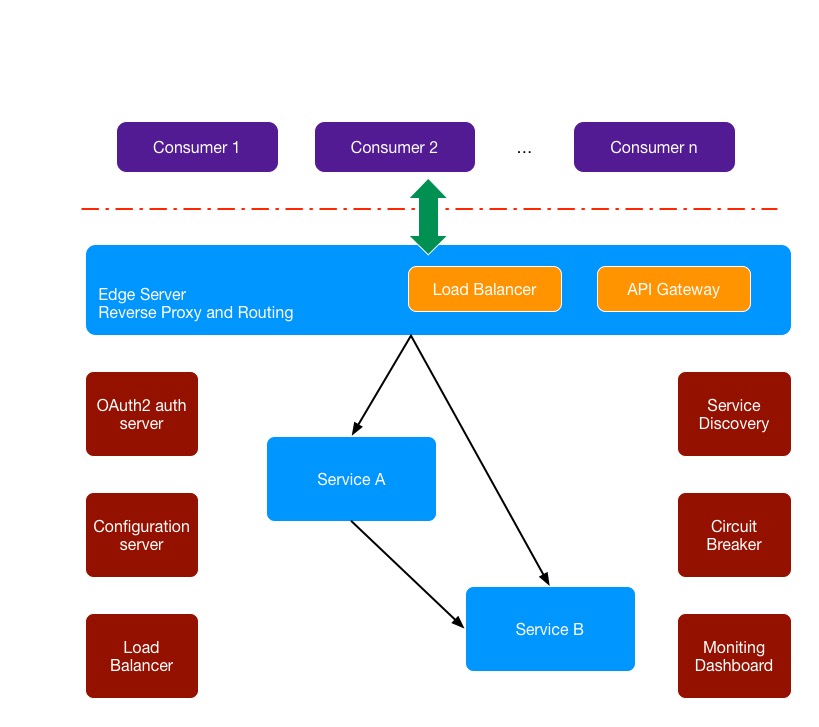 Consumer 1
Consumer 2
...
Consumer n
Edge Server
Reverse Proxy and Routing
Load Balancer
API Gateway
OAuth2 auth
server
Service
Discovery
Service A
Configuration
server
Circuit
Breaker
Service B
Load
Balancer
Moniting
Dashboard